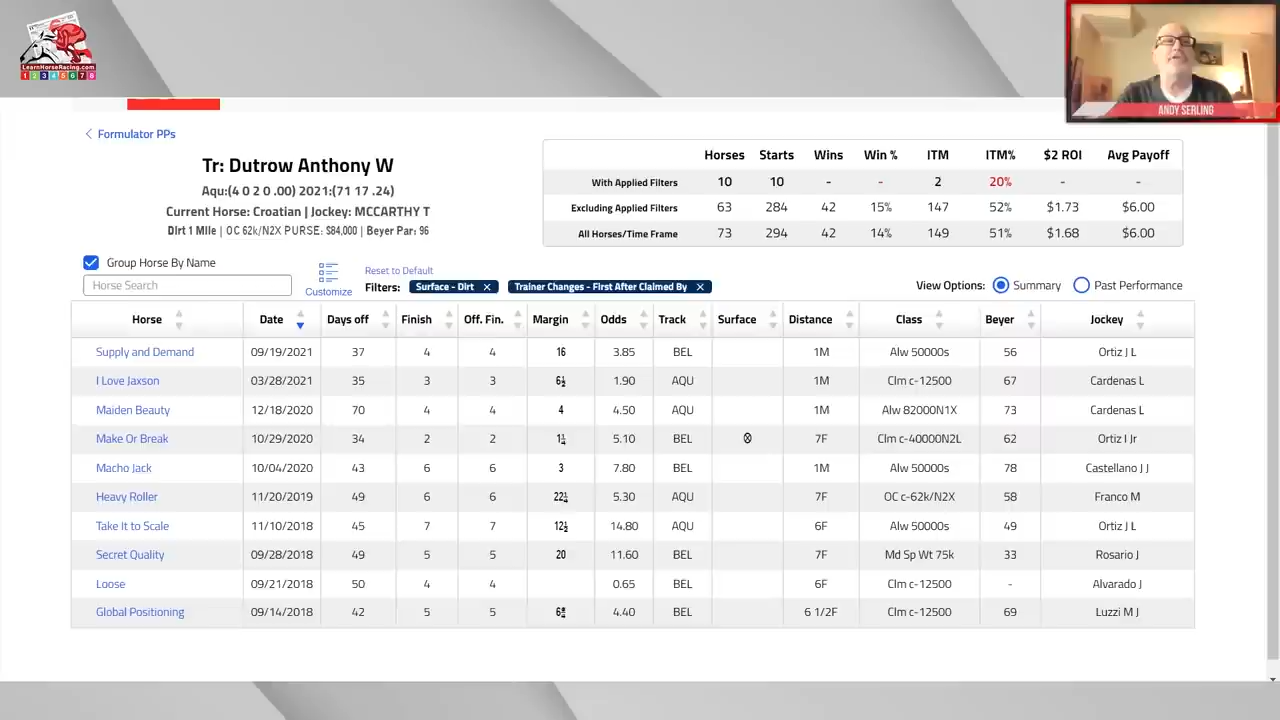 LearnHorseRacing.com
1 2 3 4 5 6 7 8
ANDY SERLING
Formulator PPs
Tr: Dutrow Anthony W
Aqu:(4 0 2 0 .00) 2021:(71 17 .24)
Current Horse: Croatian | Jockey: MCCARTHY T
Dirt 1 Mile | OC 62k/N2X PURSE: $84,000 | Beyer Par: 96
Horses Starts Wins Win % ITM ITM% $2 ROI Avg Payoff
With Applied Filters 10 10 - - 2 20% - -
Excluding Applied Filters 63 284 42 15% 147 52% $1.73 $6.00
All Horses/Time Frame 73 294 42 14% 149 51% $1.68 $6.00
Group Horse By Name
Horse Search
Customize
Reset to Default
Filters: Surface - Dirt ✕ Trainer Changes - First After Claimed By ✕
View Options: Summary Past Performance
Horse Date Days off Finish Off. Fin. Margin Odds Track Surface Distance Class Beyer Jockey
Supply and Demand 09/19/2021 37 4 4 16 3.85 BEL 1M Alw 50000s 56 Ortiz J L
I Love Jaxson 03/28/2021 35 3 3 6½ 1.90 AQU 1M Clm c-12500 67 Cardenas L
Maiden Beauty 12/18/2020 70 4 4 4 4.50 AQU 1M Alw 82000N1X 73 Cardenas L
Make Or Break 10/29/2020 34 2 2 1¼ 5.10 BEL ⊗ 7F Clm c-40000N2L 62 Ortiz I Jr
Macho Jack 10/04/2020 43 6 6 3 7.80 BEL 1M Alw 50000s 78 Castellano J J
Heavy Roller 11/20/2019 49 6 6 22¼ 5.30 AQU 7F OC c-62k/N2X 58 Franco M
Take It to Scale 11/10/2018 45 7 7 12½ 14.80 AQU 6F Alw 50000s 49 Ortiz J L
Secret Quality 09/28/2018 49 5 5 20 11.60 BEL 7F Md Sp Wt 75k 33 Rosario J
Loose 09/21/2018 50 4 4 0.65 BEL 6F Clm c-12500 - Alvarado J
Global Positioning 09/14/2018 42 5 5 4.40 BEL 6 1/2F Clm c-12500 69 Luzzi M J